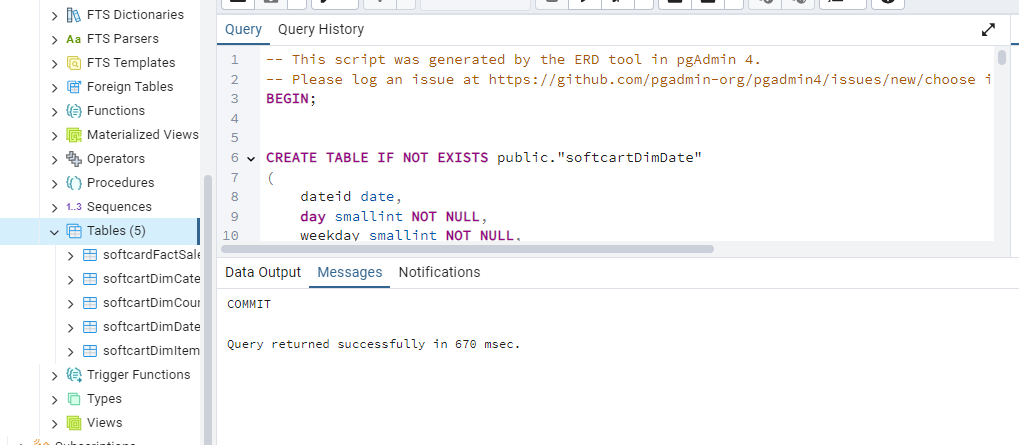 FTS Dictionaries
Aa FTS Parsers
FTS Templates
Foreign Tables
Functions
Materialized Views
Operators
Procedures
1..3 Sequences
Tables (5)
softcardFactSale
softcartDimCate
softcartDimCour
softcartDimDate
softcartDimItem
Trigger Functions
Types
Views
Subscriptions
Query Query History
1 -- This script was generated by the ERD tool in pgAdmin 4.
2 -- Please log an issue at https://github.com/pgadmin-org/pgadmin4/issues/new/choose i
3 BEGIN;
4
5
6 CREATE TABLE IF NOT EXISTS public."softcartDimDate"
7 (
8 dateid date,
9 day smallint NOT NULL,
10 weekday smallint NOT NULL,
Data Output Messages Notifications
COMMIT
Query returned successfully in 670 msec.